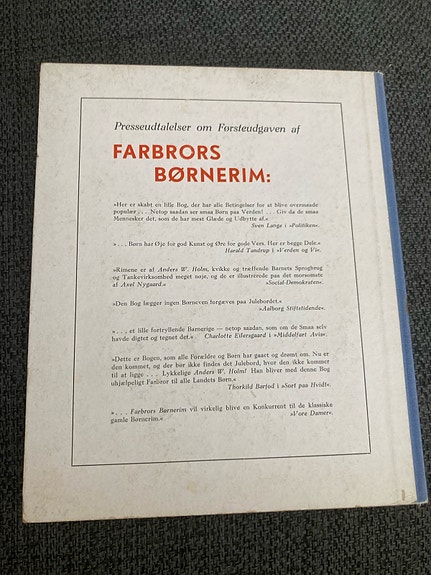 Presseudtalelser om Førsteudgaven af
FARBRORS
BØRNERIM:
»Her er skabt en lille Bog, der har alle Betingelser for at blive overmaade
populær . . . Netop saadan ser smaa Børn paa Verden! . . . Giv da de smaa
Mennesker det, som de har mest Glæde og Udbytte af.«
Sven Lange i »Politiken«.
». . . Børn har Øje for god Kunst og Øre for gode Vers. Her er begge Dele.«
Harald Tandrup i »Verden og Vi«.
»Rimene er af Anders W. Holm, kvikke og træffende Barnets Sprogbrug
og Tankevirksomhed meget nøje, og de er illustrerede paa det morsomste
af Axel Nygaard.«
»Social-Demokraten«.
»Den Bog lægger ingen Børneven forgæves paa Julebordet.«
»Aalborg Stiftstidende«.
». . . et lille fortryllende Børnerige — netop saadan, som om de Smaa selv
havde digtet og tegnet det.« Charlotte Eilersgaard i »Middelfart Avis«.
»Dette er Bogen, som alle Forældre og Børn har gaaet og drømt om. Nu er
den kommet, og der bør ikke findes det Julebord, hvor den ikke kommer
til at ligge . . . Lykkelige Anders W. Holm! Han bliver med denne Bog
uhjælpeligt Farbror til alle Landets Børn.«
Thorkild Barfod i »Sort paa Hvidt«.
». . . Farbrors Børnerim vil virkelig blive en Konkurrent til de klassiske
gamle Børnerim.«
»Vore Damer«.